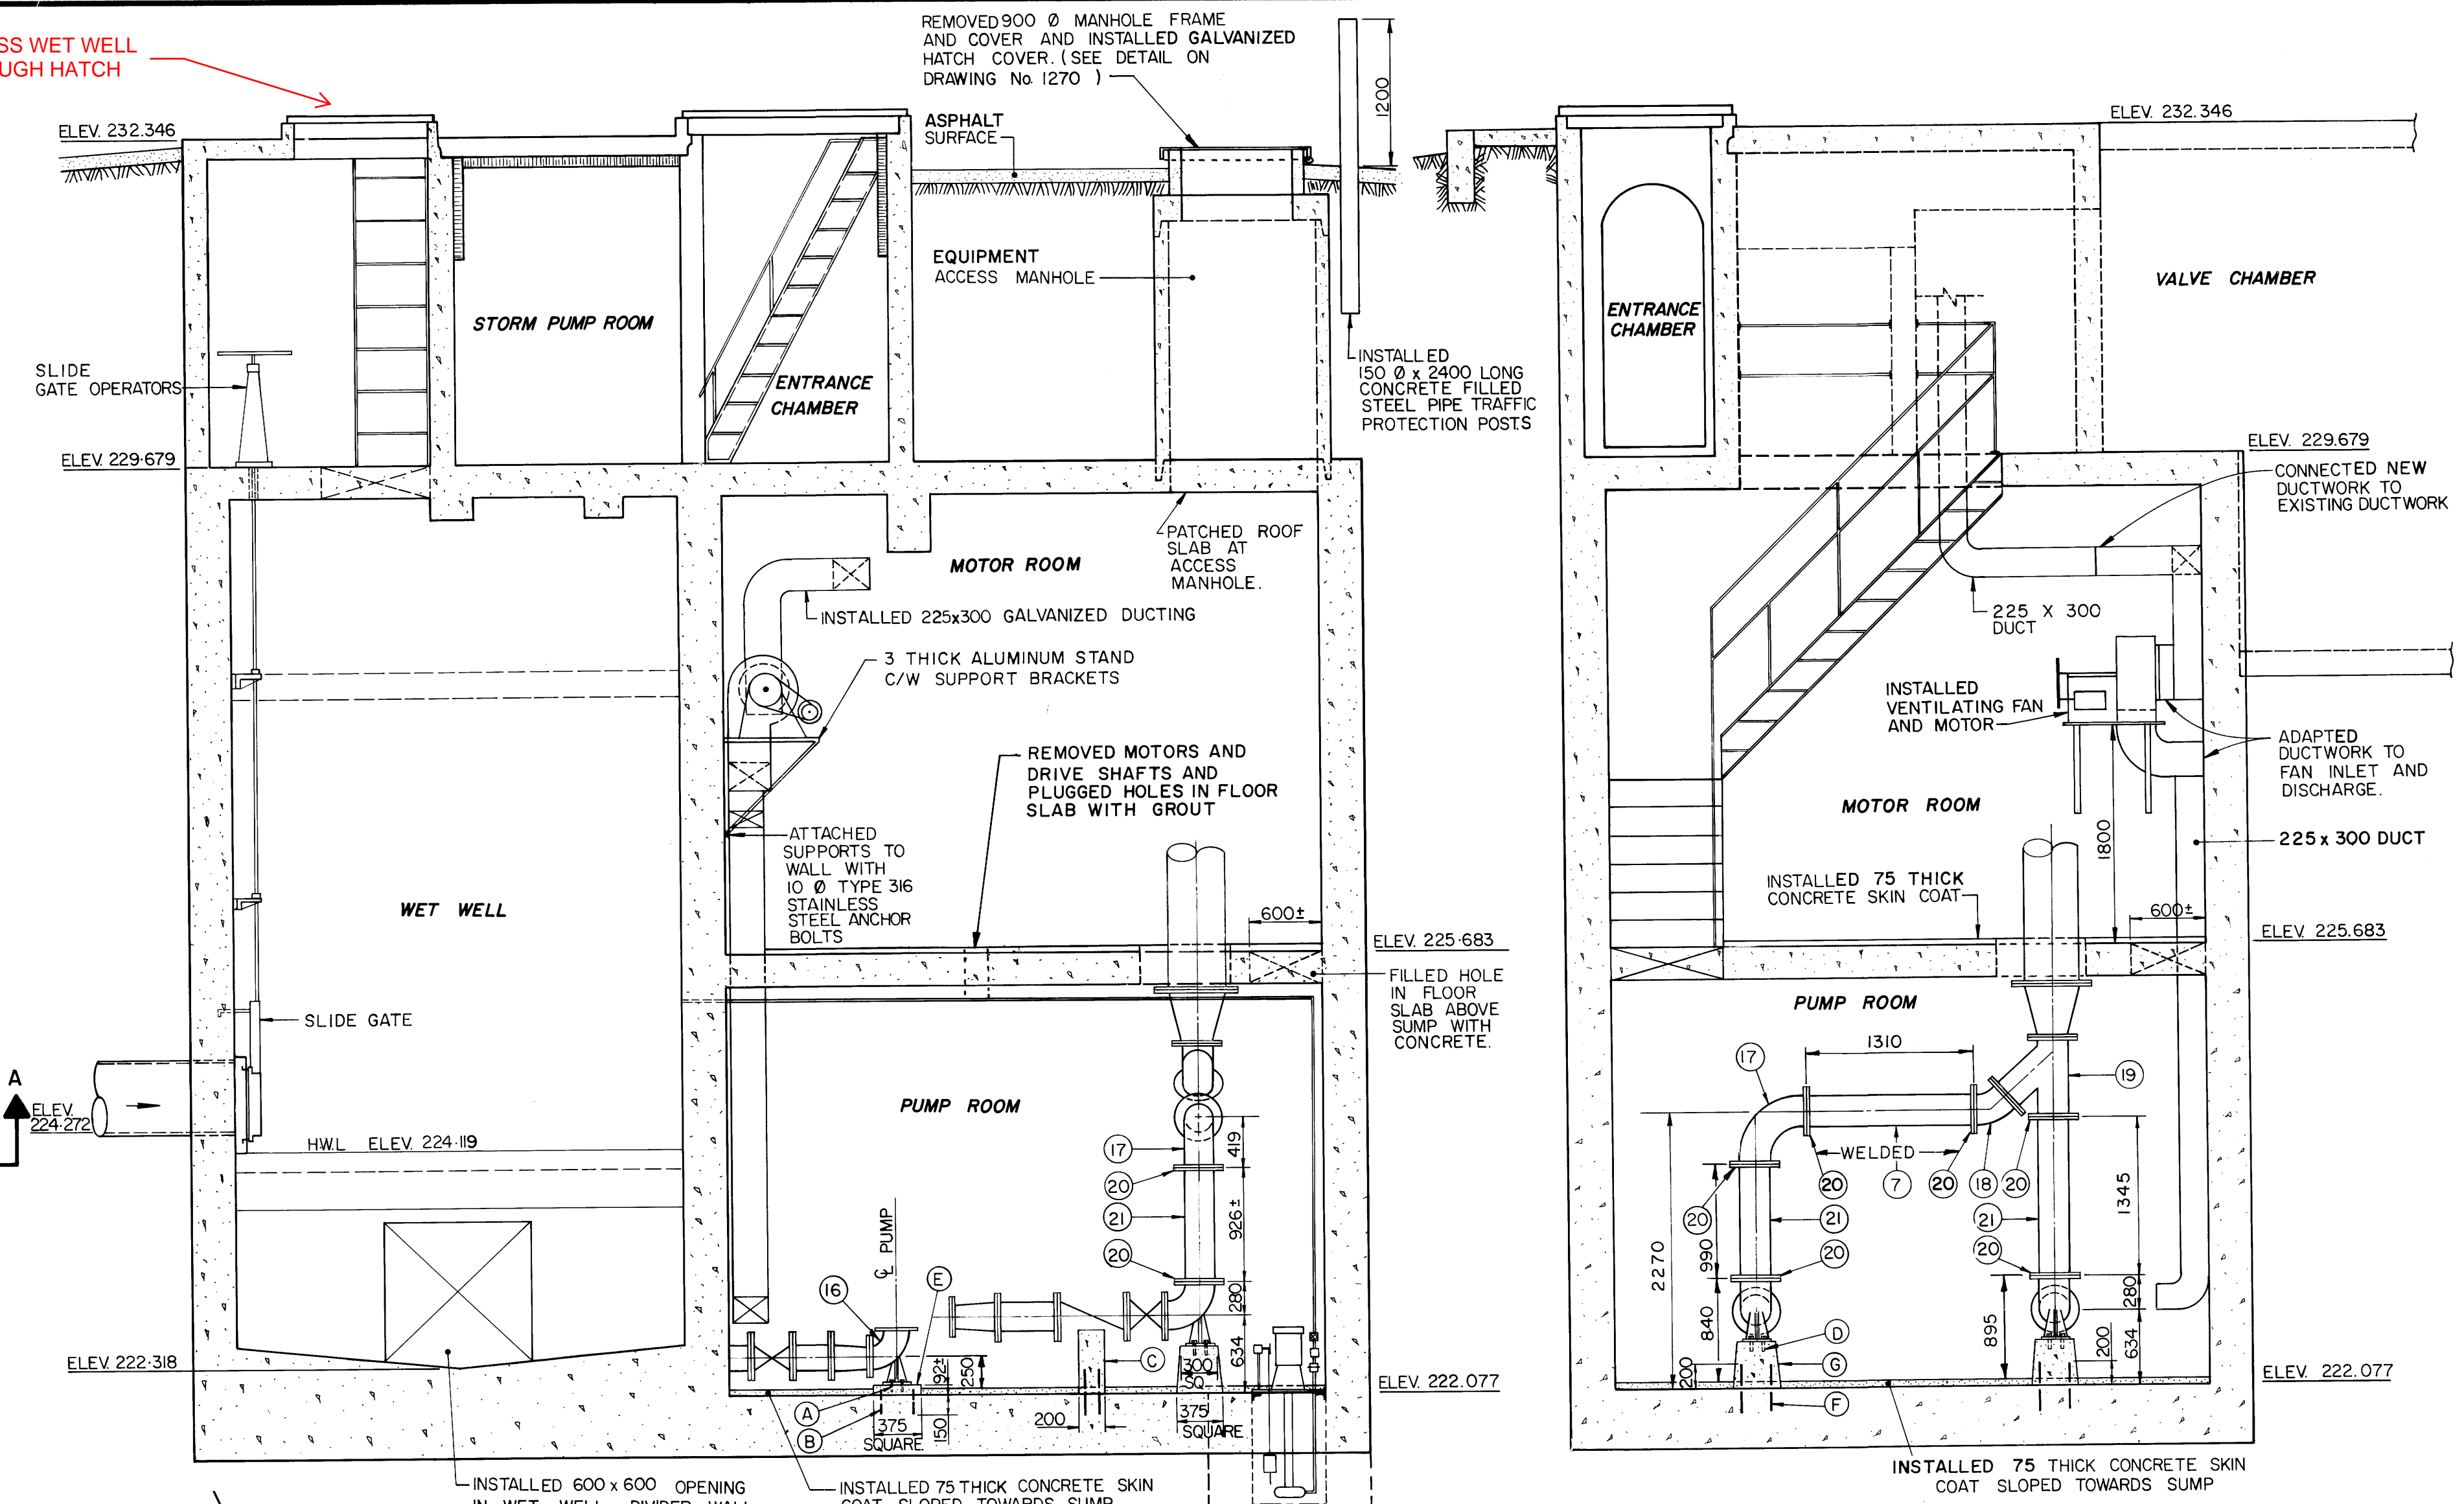 SS WET WELL
UGH HATCH
REMOVED 900 Ø MANHOLE FRAME
AND COVER AND INSTALLED GALVANIZED
HATCH COVER. (SEE DETAIL ON
DRAWING No. 1270 )
1200
ELEV. 232.346
ASPHALT
SURFACE
ELEV. 232.346
EQUIPMENT
ACCESS MANHOLE
STORM PUMP ROOM
ENTRANCE
CHAMBER
SLIDE
GATE OPERATORS
INSTALLED
150 Ø x 2400 LONG
CONCRETE FILLED
STEEL PIPE TRAFFIC
PROTECTION POSTS
ENTRANCE
CHAMBER
VALVE CHAMBER
ELEV. 229.679
ELEV. 229.679
CONNECTED NEW
DUCTWORK TO
EXISTING DUCTWORK
PATCHED ROOF
SLAB AT
ACCESS
MANHOLE.
MOTOR ROOM
INSTALLED 225x300 GALVANIZED DUCTING
3 THICK ALUMINUM STAND
C/W SUPPORT BRACKETS
225 X 300
DUCT
INSTALLED
VENTILATING FAN
AND MOTOR
ADAPTED
DUCTWORK TO
FAN INLET AND
DISCHARGE.
REMOVED MOTORS AND
DRIVE SHAFTS AND
PLUGGED HOLES IN FLOOR
SLAB WITH GROUT
MOTOR ROOM
1800
225 x 300 DUCT
ATTACHED
SUPPORTS TO
WALL WITH
10 Ø TYPE 316
STAINLESS
STEEL ANCHOR
BOLTS
WET WELL
INSTALLED 75 THICK
CONCRETE SKIN COAT
600±
600±
ELEV. 225.683
ELEV. 225.683
FILLED HOLE
IN FLOOR
SLAB ABOVE
SUMP WITH
CONCRETE.
SLIDE GATE
PUMP ROOM
PUMP ROOM
1310
17
19
A
ELEV.
224.272
H.W.L ELEV. 224.119
17
419
20
21
926±
20
280
634
WELDED
20
7
20
18
20
20
21
21
20
20
1345
2270
990
840
200
895
280
200
634
D
G
F
℄ PUMP
16
E
C
92±
250
300
SQ
A
B
375
SQUARE
150
200
375
SQUARE
ELEV. 222.318
ELEV. 222.077
ELEV. 222.077
INSTALLED 600 x 600 OPENING
IN WET WELL DIVIDER WALL
INSTALLED 75 THICK CONCRETE SKIN
COAT SLOPED TOWARDS SUMP
INSTALLED 75 THICK CONCRETE SKIN
COAT SLOPED TOWARDS SUMP